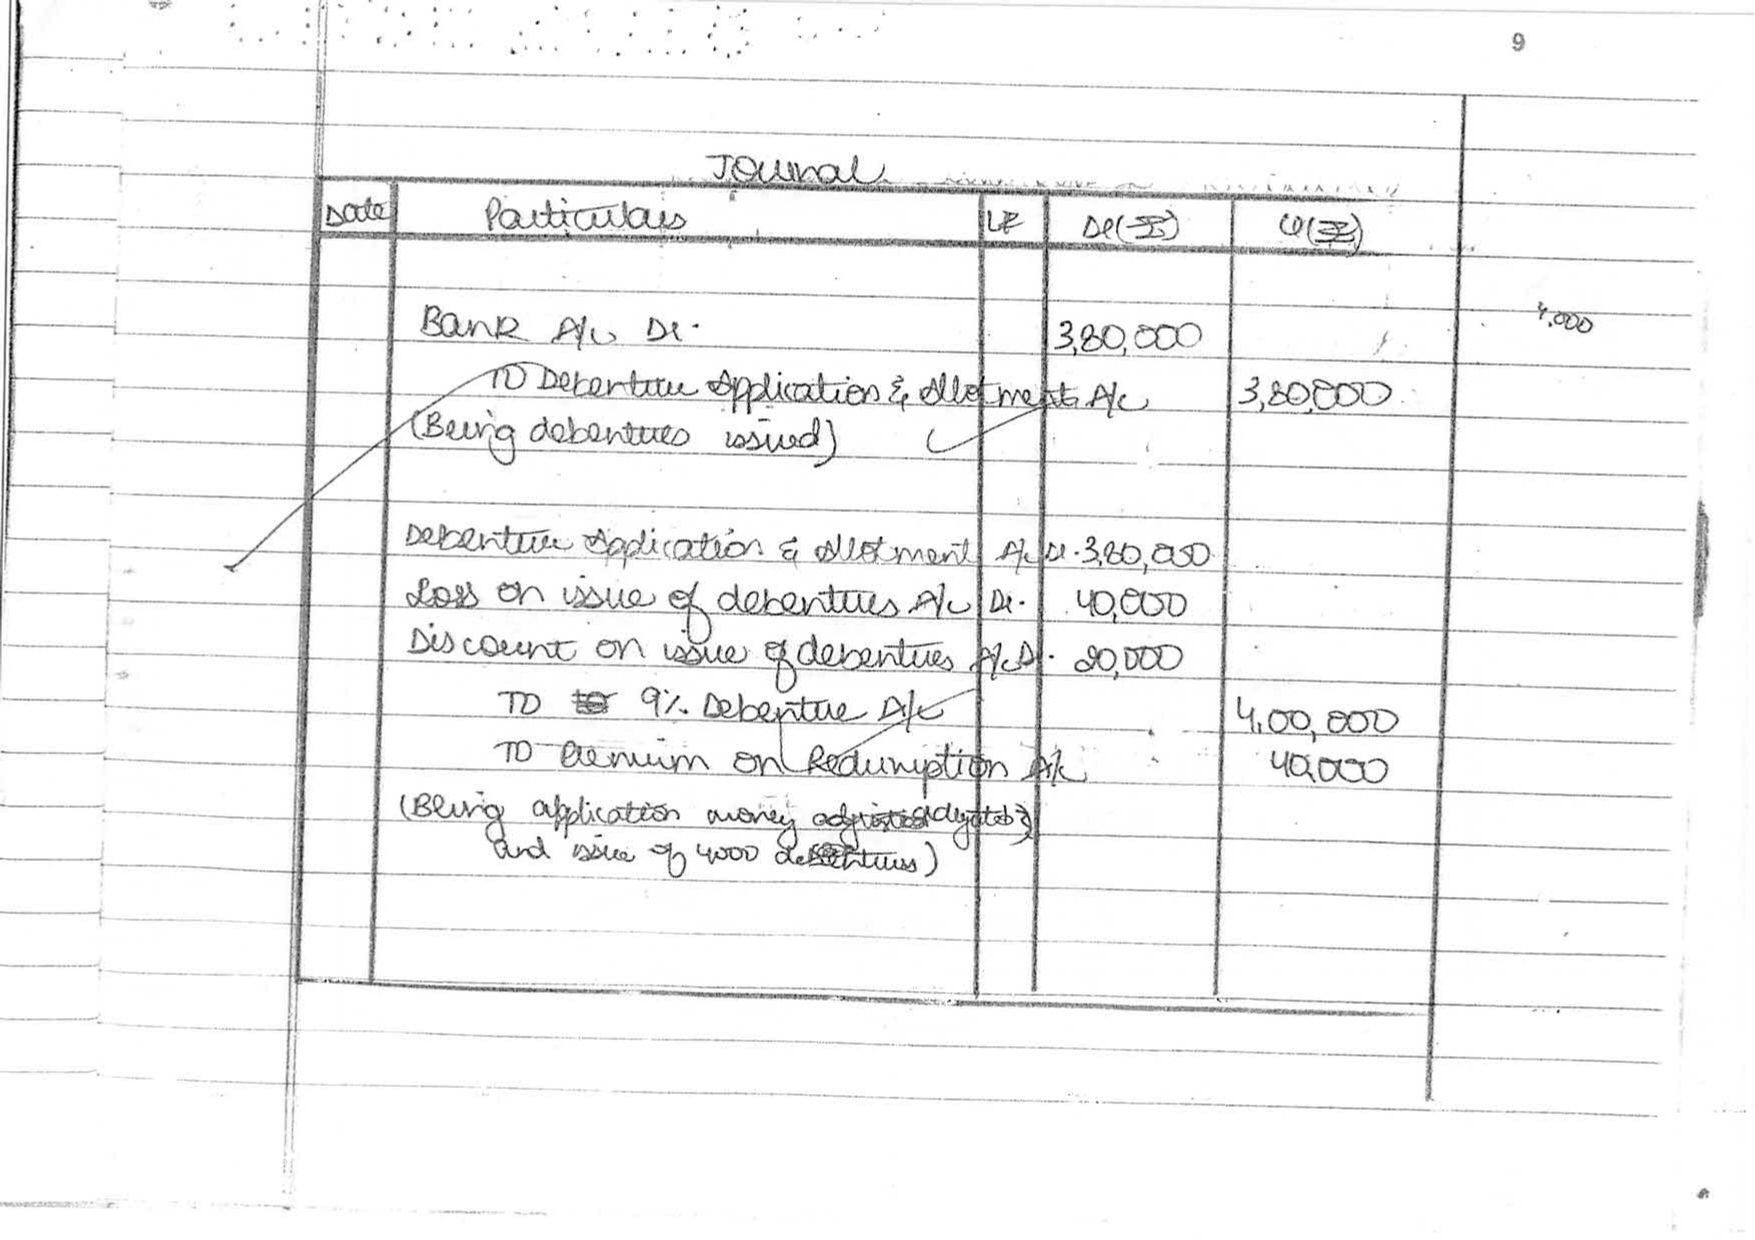 9
Journal
Date Particulars LF Dr(₹) Cr(₹)
4,000
Bank A/c Dr. 3,80,000
To Debenture Application & Allotment A/c 3,80,000
(Being debentures issued)
Debenture Application & Allotment A/c Dr. 3,80,000
Loss on issue of debentures A/c Dr. 40,000
Discount on issue of debentures A/c Dr. 20,000
To 9% Debenture A/c 4,00,000
To Premium on Redumption A/c 40,000
(Being application money
and issue of 4000 debentures)